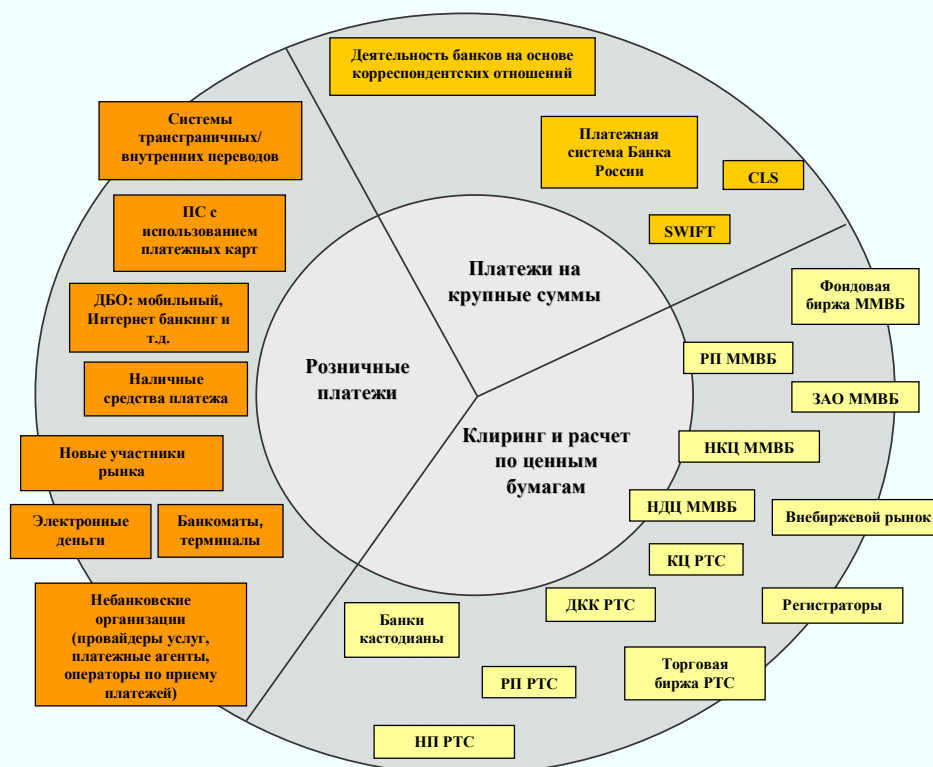 Деятельность банков на основе
корреспондентских отношений
Системы
трансграничных/
внутренних переводов
Платежная
система Банка
России
CLS
SWIFT
ПС с
использованием
платежных карт
Платежи на
крупные суммы
Фондовая
биржа ММВБ
ДБО: мобильный,
Интернет банкинг и
т.д.
РП ММВБ
Розничные
платежи
Наличные
средства платежа
ЗАО ММВБ
Клиринг и расчет
по ценным
бумагам
НКЦ ММВБ
Новые участники
рынка
НДЦ ММВБ
Внебиржевой рынок
Электронные
деньги
Банкоматы,
терминалы
КЦ РТС
Небанковские
организации
(провайдеры услуг,
платежные агенты,
операторы по приему
платежей)
ДКК РТС
Регистраторы
Банки
кастодианы
Торговая
биржа РТС
РП РТС
НП РТС